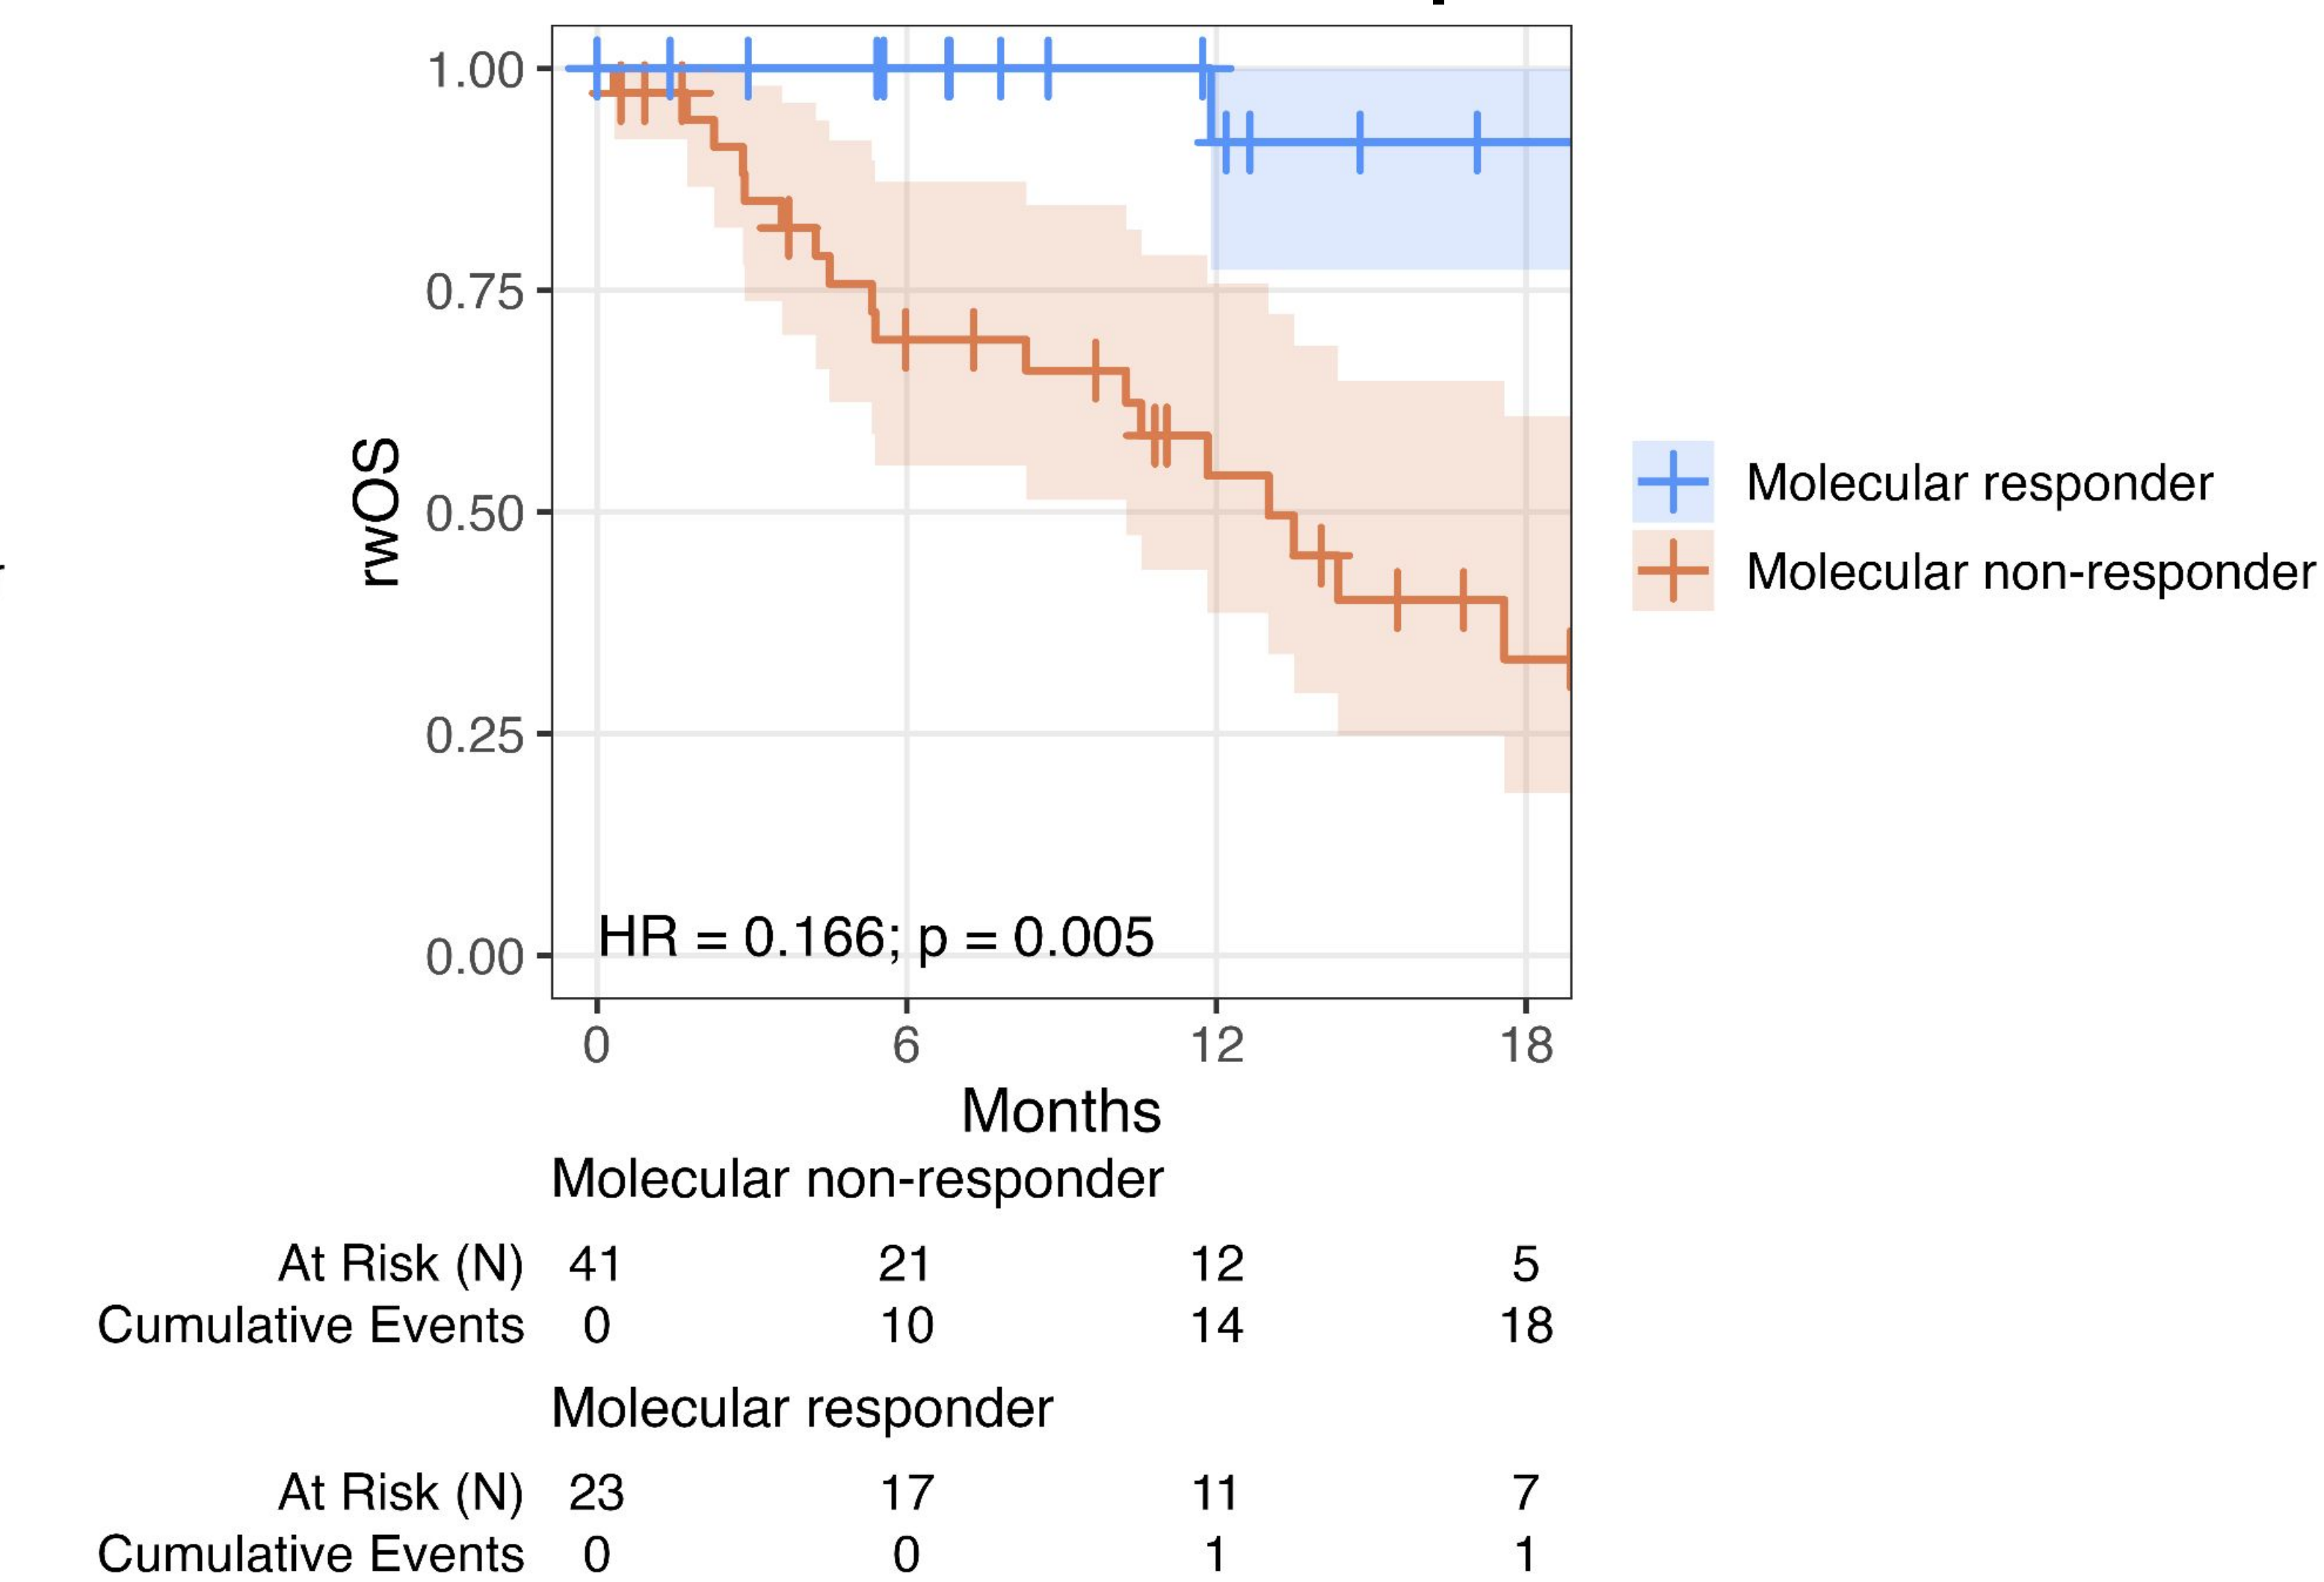 1.00
0.75
0.50
0.25
0.00
rwOS
HR = 0.166; p = 0.005
0 6 12 18
Months
Molecular responder
Molecular non-responder
Molecular non-responder
At Risk (N) 41 21 12 5
Cumulative Events 0 10 14 18
Molecular responder
At Risk (N) 23 17 11 7
Cumulative Events 0 0 1 1